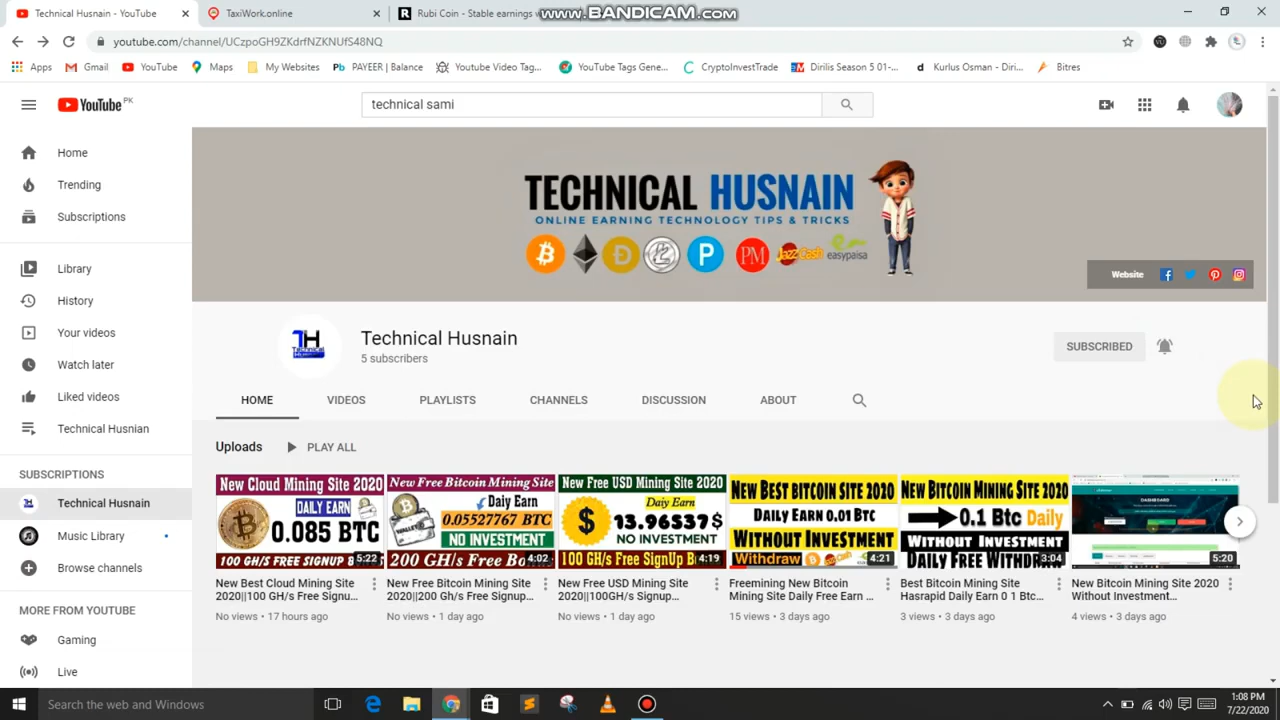 Technical Husnain - YouTube
TaxiWork.online
Rubi Coin - Stable earnings w
www.BANDICAM.com
youtube.com/channel/UCzpoGH9ZKdrfNZKNUfS48NQ
Apps
Gmail
YouTube
Maps
My Websites
PAYEER | Balance
Youtube Video Tag...
YouTube Tags Gene...
CryptoInvestTrade
Dirilis Season 5 01-...
Kurlus Osman - Diri...
Bitres
YouTube PK
technical sami
Home
Trending
Subscriptions
Library
History
Your videos
Watch later
Liked videos
Technical Husnian
SUBSCRIPTIONS
Technical Husnain
Music Library
Browse channels
MORE FROM YOUTUBE
Gaming
Live
TECHNICAL HUSNAIN
ONLINE EARNING TECHNOLOGY TIPS & TRICKS
PM
JazzCash
easypaisa
Website
TH
Technical Husnain
5 subscribers
SUBSCRIBED
HOME
VIDEOS
PLAYLISTS
CHANNELS
DISCUSSION
ABOUT
Uploads
PLAY ALL
New Cloud Mining Site 2020
DAILY EARN
0.085 BTC
100 GH/s FREE SIGNUP
5:22
New Best Cloud Mining Site
2020||100 GH/s Free Signu...
No views • 17 hours ago
New Free Bitcoin Mining Site
Daiy Earn
0.05527767 BTC
NO INVESTMENT
200 GH/s Free Bo
4:02
New Free Bitcoin Mining Site
2020||200 Gh/s Free Signup...
No views • 1 day ago
New Free USD Mining Site 2020
Daiy Earn
13.96537$
NO INVESTMENT
100 GH/s Free SignUp B
4:19
New Free USD Mining Site
2020||100GH/s Signup...
No views • 1 day ago
NEW BEST BITCOIN SITE 2020
DAILY EARN 0.01 BTC
WITHOUT INVESTMENT
Withdraw
4:21
Freemining New Bitcoin
Mining Site Daily Free Earn ...
15 views • 3 days ago
NEW BITCOIN MINING SITE 2020
0.1 Btc Daily
Without Investment
DAILY FREE WITHD
3:04
Best Bitcoin Mining Site
Hasrapid Daily Earn 0 1 Btc...
3 views • 3 days ago
DASHBOARD
5:20
New Bitcoin Mining Site 2020
Without Investment...
4 views • 3 days ago
Search the web and Windows
1:08 PM
7/22/2020